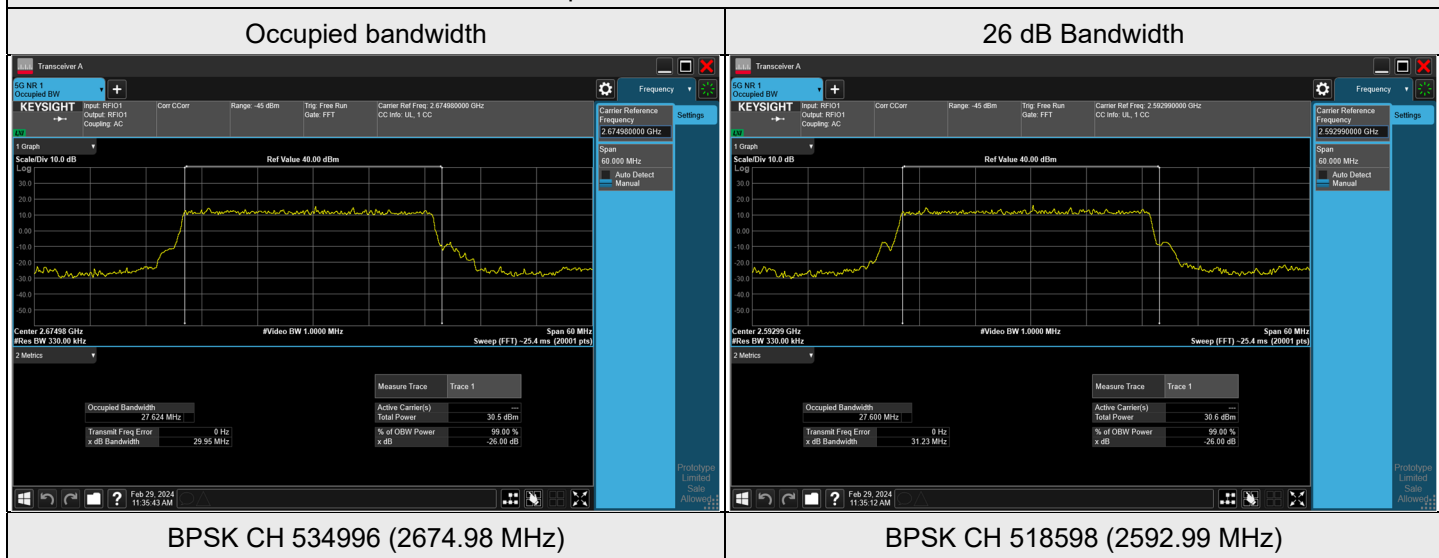 Occupied bandwidth
26 dB Bandwidth
Transceiver A
5G NR 1
Occupied BW
+
Frequency
KEYSIGHT
Input: RFIO1
Output: RFIO1
Coupling: AC
Corr CCorr
Range: -45 dBm
Trig: Free Run
Gate: FFT
Carrier Ref Freq: 2.674980000 GHz
CC Info: UL, 1 CC
Carrier Reference
Frequency
2.674980000 GHz
Settings
Span
60.000 MHz
Auto Detect
Manual
1 Graph
Scale/Div 10.0 dB
Ref Value 40.00 dBm
Log
30.0
20.0
10.0
0.00
-10.0
-20.0
-30.0
-40.0
-50.0
Center 2.67498 GHz
#Video BW 1.0000 MHz
Span 60 MHz
#Res BW 330.00 kHz
Sweep (FFT) ~25.4 ms (20001 pts)
2 Metrics
Measure Trace
Trace 1
Occupied Bandwidth
27.624 MHz
Active Carrier(s) ---
Total Power 30.5 dBm
Transmit Freq Error 0 Hz
x dB Bandwidth 29.95 MHz
% of OBW Power 99.00 %
x dB -26.00 dB
Feb 29, 2024
11:35:43 AM
Prototype
Limited
Sale
Allowed
BPSK CH 534996 (2674.98 MHz)
Transceiver A
5G NR 1
Occupied BW
+
Frequency
KEYSIGHT
Input: RFIO1
Output: RFIO1
Coupling: AC
Corr CCorr
Range: -45 dBm
Trig: Free Run
Gate: FFT
Carrier Ref Freq: 2.592990000 GHz
CC Info: UL, 1 CC
Carrier Reference
Frequency
2.592990000 GHz
Settings
Span
60.000 MHz
Auto Detect
Manual
1 Graph
Scale/Div 10.0 dB
Ref Value 40.00 dBm
Log
30.0
20.0
10.0
0.00
-10.0
-20.0
-30.0
-40.0
-50.0
Center 2.59299 GHz
#Video BW 1.0000 MHz
Span 60 MHz
#Res BW 330.00 kHz
Sweep (FFT) ~25.4 ms (20001 pts)
2 Metrics
Measure Trace
Trace 1
Occupied Bandwidth
27.600 MHz
Active Carrier(s) ---
Total Power 30.6 dBm
Transmit Freq Error 0 Hz
x dB Bandwidth 31.23 MHz
% of OBW Power 99.00 %
x dB -26.00 dB
Feb 29, 2024
11:35:12 AM
Prototype
Limited
Sale
Allowed
BPSK CH 518598 (2592.99 MHz)